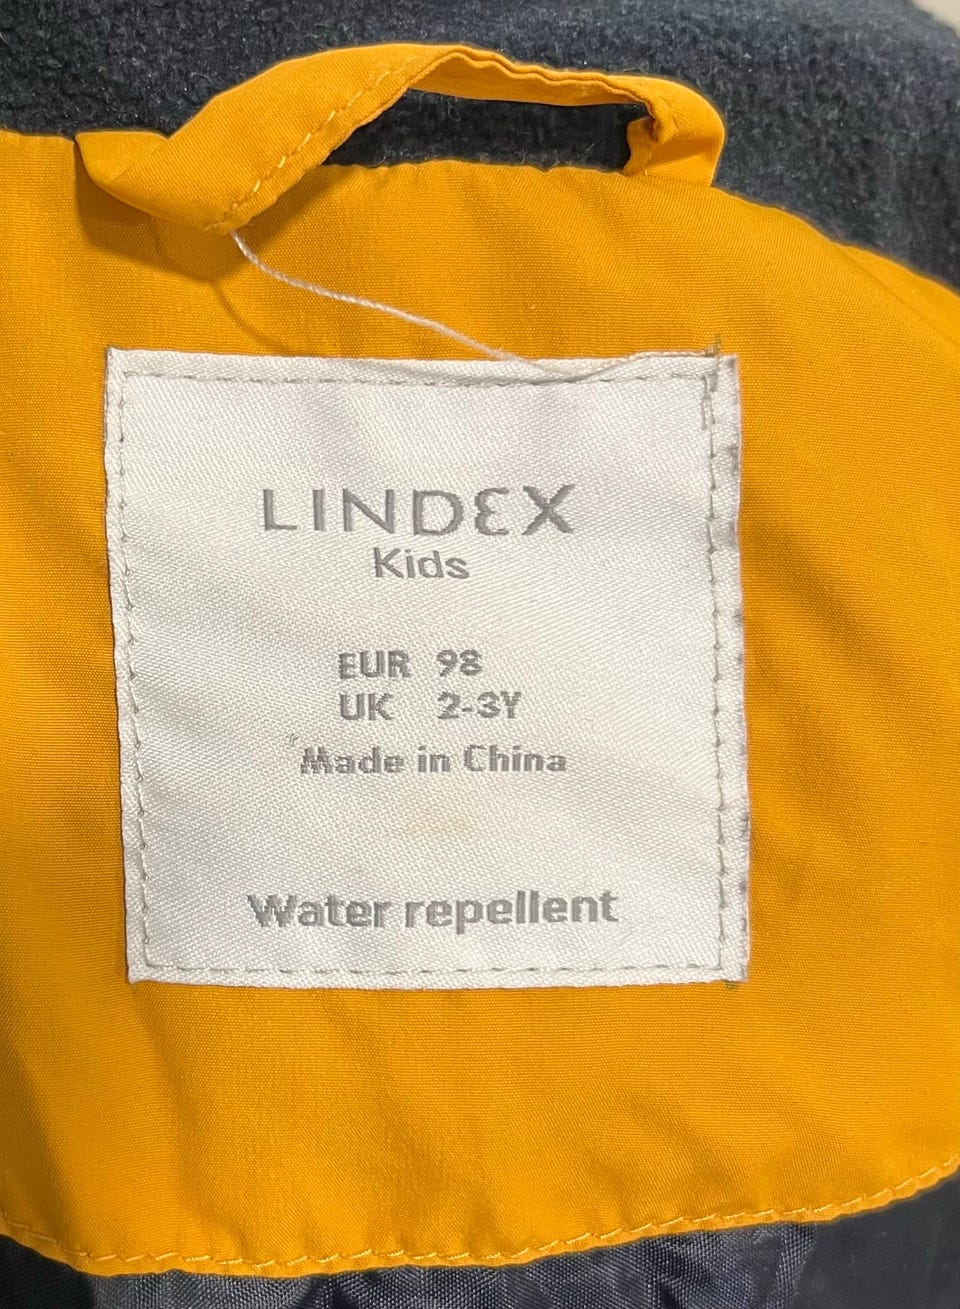 LINDEX
Kids
EUR 98
UK 2-3Y
Made in China
Water repellent